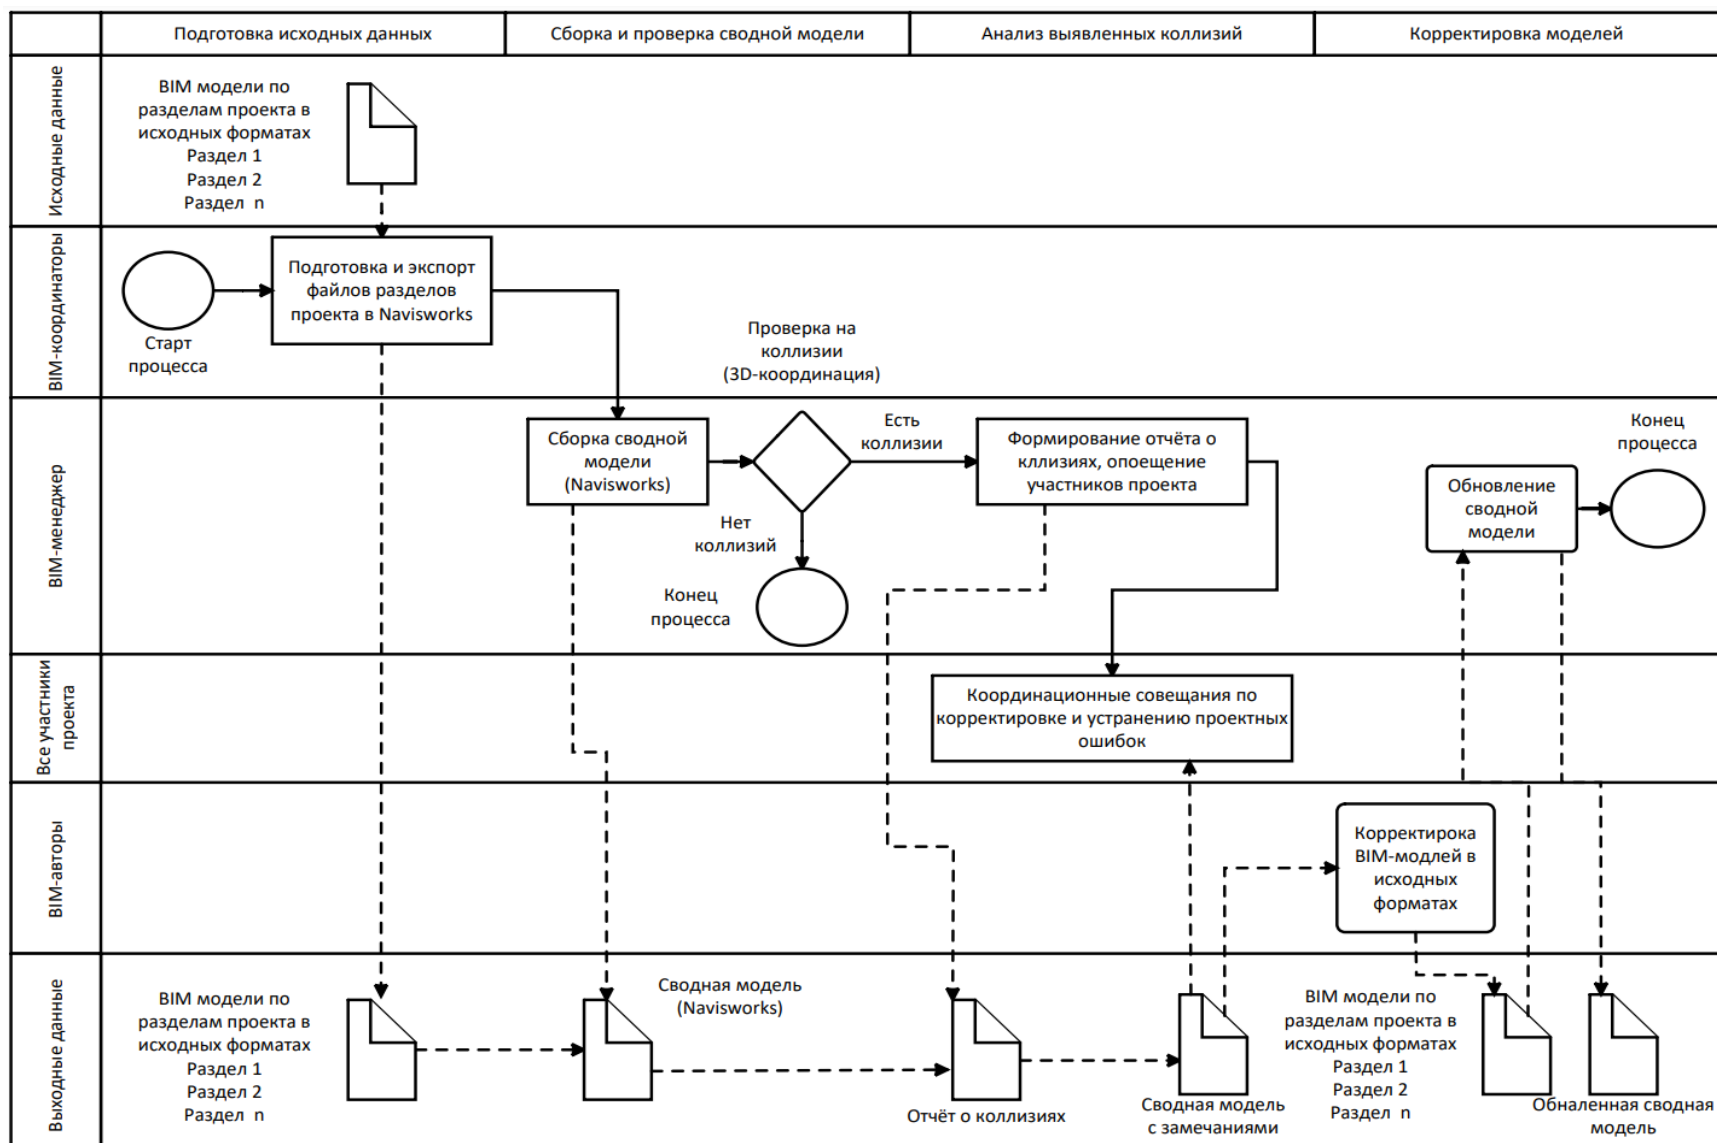 Подготовка исходных данных
Сборка и проверка сводной модели
Анализ выявленных коллизий
Корректировка моделей
Исходные данные
BIM модели по
разделам проекта в
исходных форматах
Раздел 1
Раздел 2
Раздел n
BIM-координаторы
Старт
процесса
Подготовка и экспорт
файлов разделов
проекта в Navisworks
Проверка на
коллизии
(3D-координация)
BIM-менеджер
Сборка сводной
модели
(Navisworks)
Есть
коллизии
Нет
коллизий
Конец
процесса
Формирование отчёта о
кллизиях, опоещение
участников проекта
Обновление
сводной
модели
Конец
процесса
Все участники
проекта
Координационные совещания по
корректировке и устранению проектных
ошибок
BIM-авторы
Корректирока
BIM-модлей в
исходных
форматах
Выходные данные
BIM модели по
разделам проекта в
исходных форматах
Раздел 1
Раздел 2
Раздел n
Сводная модель
(Navisworks)
Отчёт о коллизиях
Сводная модель
с замечаниями
BIM модели по
разделам проекта в
исходных форматах
Раздел 1
Раздел 2
Раздел n
Обналенная сводная
модель